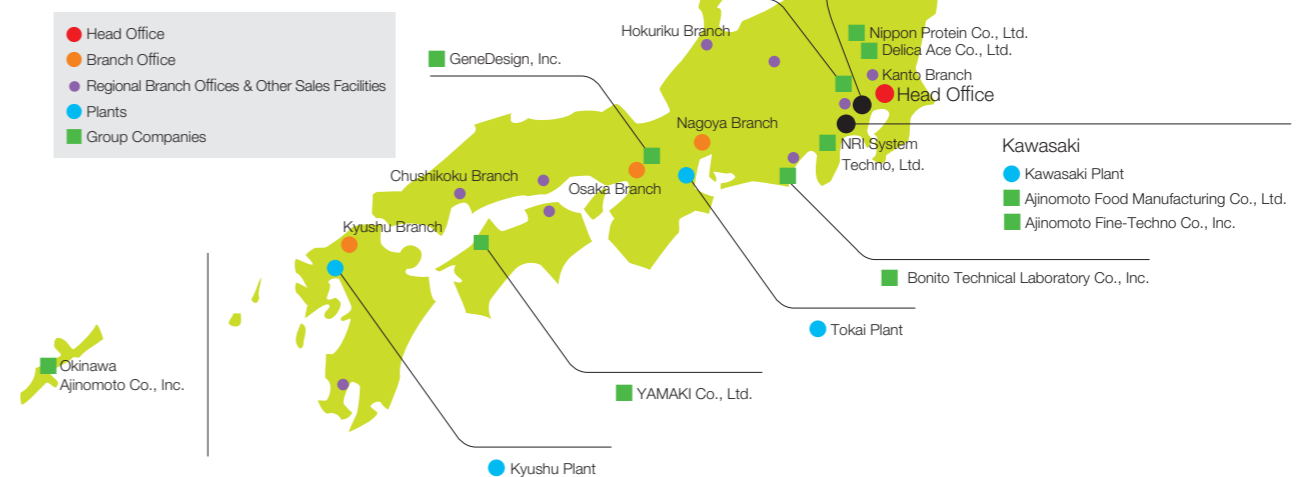 Head Office
Branch Office
Regional Branch Offices & Other Sales Facilities
Plants
Group Companies
GeneDesign, Inc.
Hokuriku Branch
Nippon Protein Co., Ltd.
Delica Ace Co., Ltd.
Kanto Branch
Head Office
Nagoya Branch
NRI System
Techno, Ltd.
Kawasaki
Kawasaki Plant
Ajinomoto Food Manufacturing Co., Ltd.
Ajinomoto Fine-Techno Co., Inc.
Chushikoku Branch
Osaka Branch
Kyushu Branch
Bonito Technical Laboratory Co., Inc.
Tokai Plant
Okinawa
Ajinomoto Co., Inc.
YAMAKI Co., Ltd.
Kyushu Plant